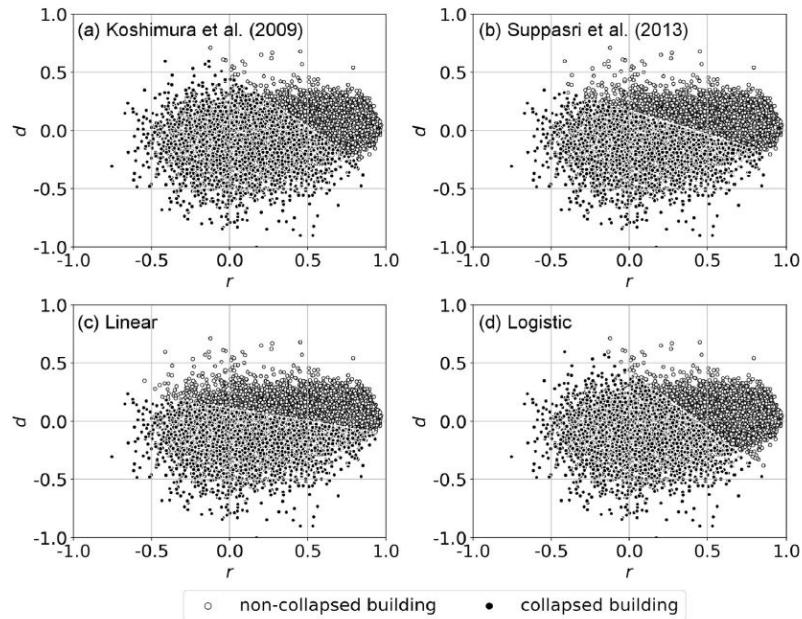 (a) Koshimura et al. (2009)
1.0
0.5
0.0
-0.5
-1.0
d
-1.0 -0.5 0.0 0.5 1.0
r
(b) Suppasri et al. (2013)
1.0
0.5
0.0
-0.5
-1.0
d
-1.0 -0.5 0.0 0.5 1.0
r
(c) Linear
1.0
0.5
0.0
-0.5
-1.0
d
-1.0 -0.5 0.0 0.5 1.0
r
(d) Logistic
1.0
0.5
0.0
-0.5
-1.0
d
-1.0 -0.5 0.0 0.5 1.0
r
non-collapsed building
collapsed building